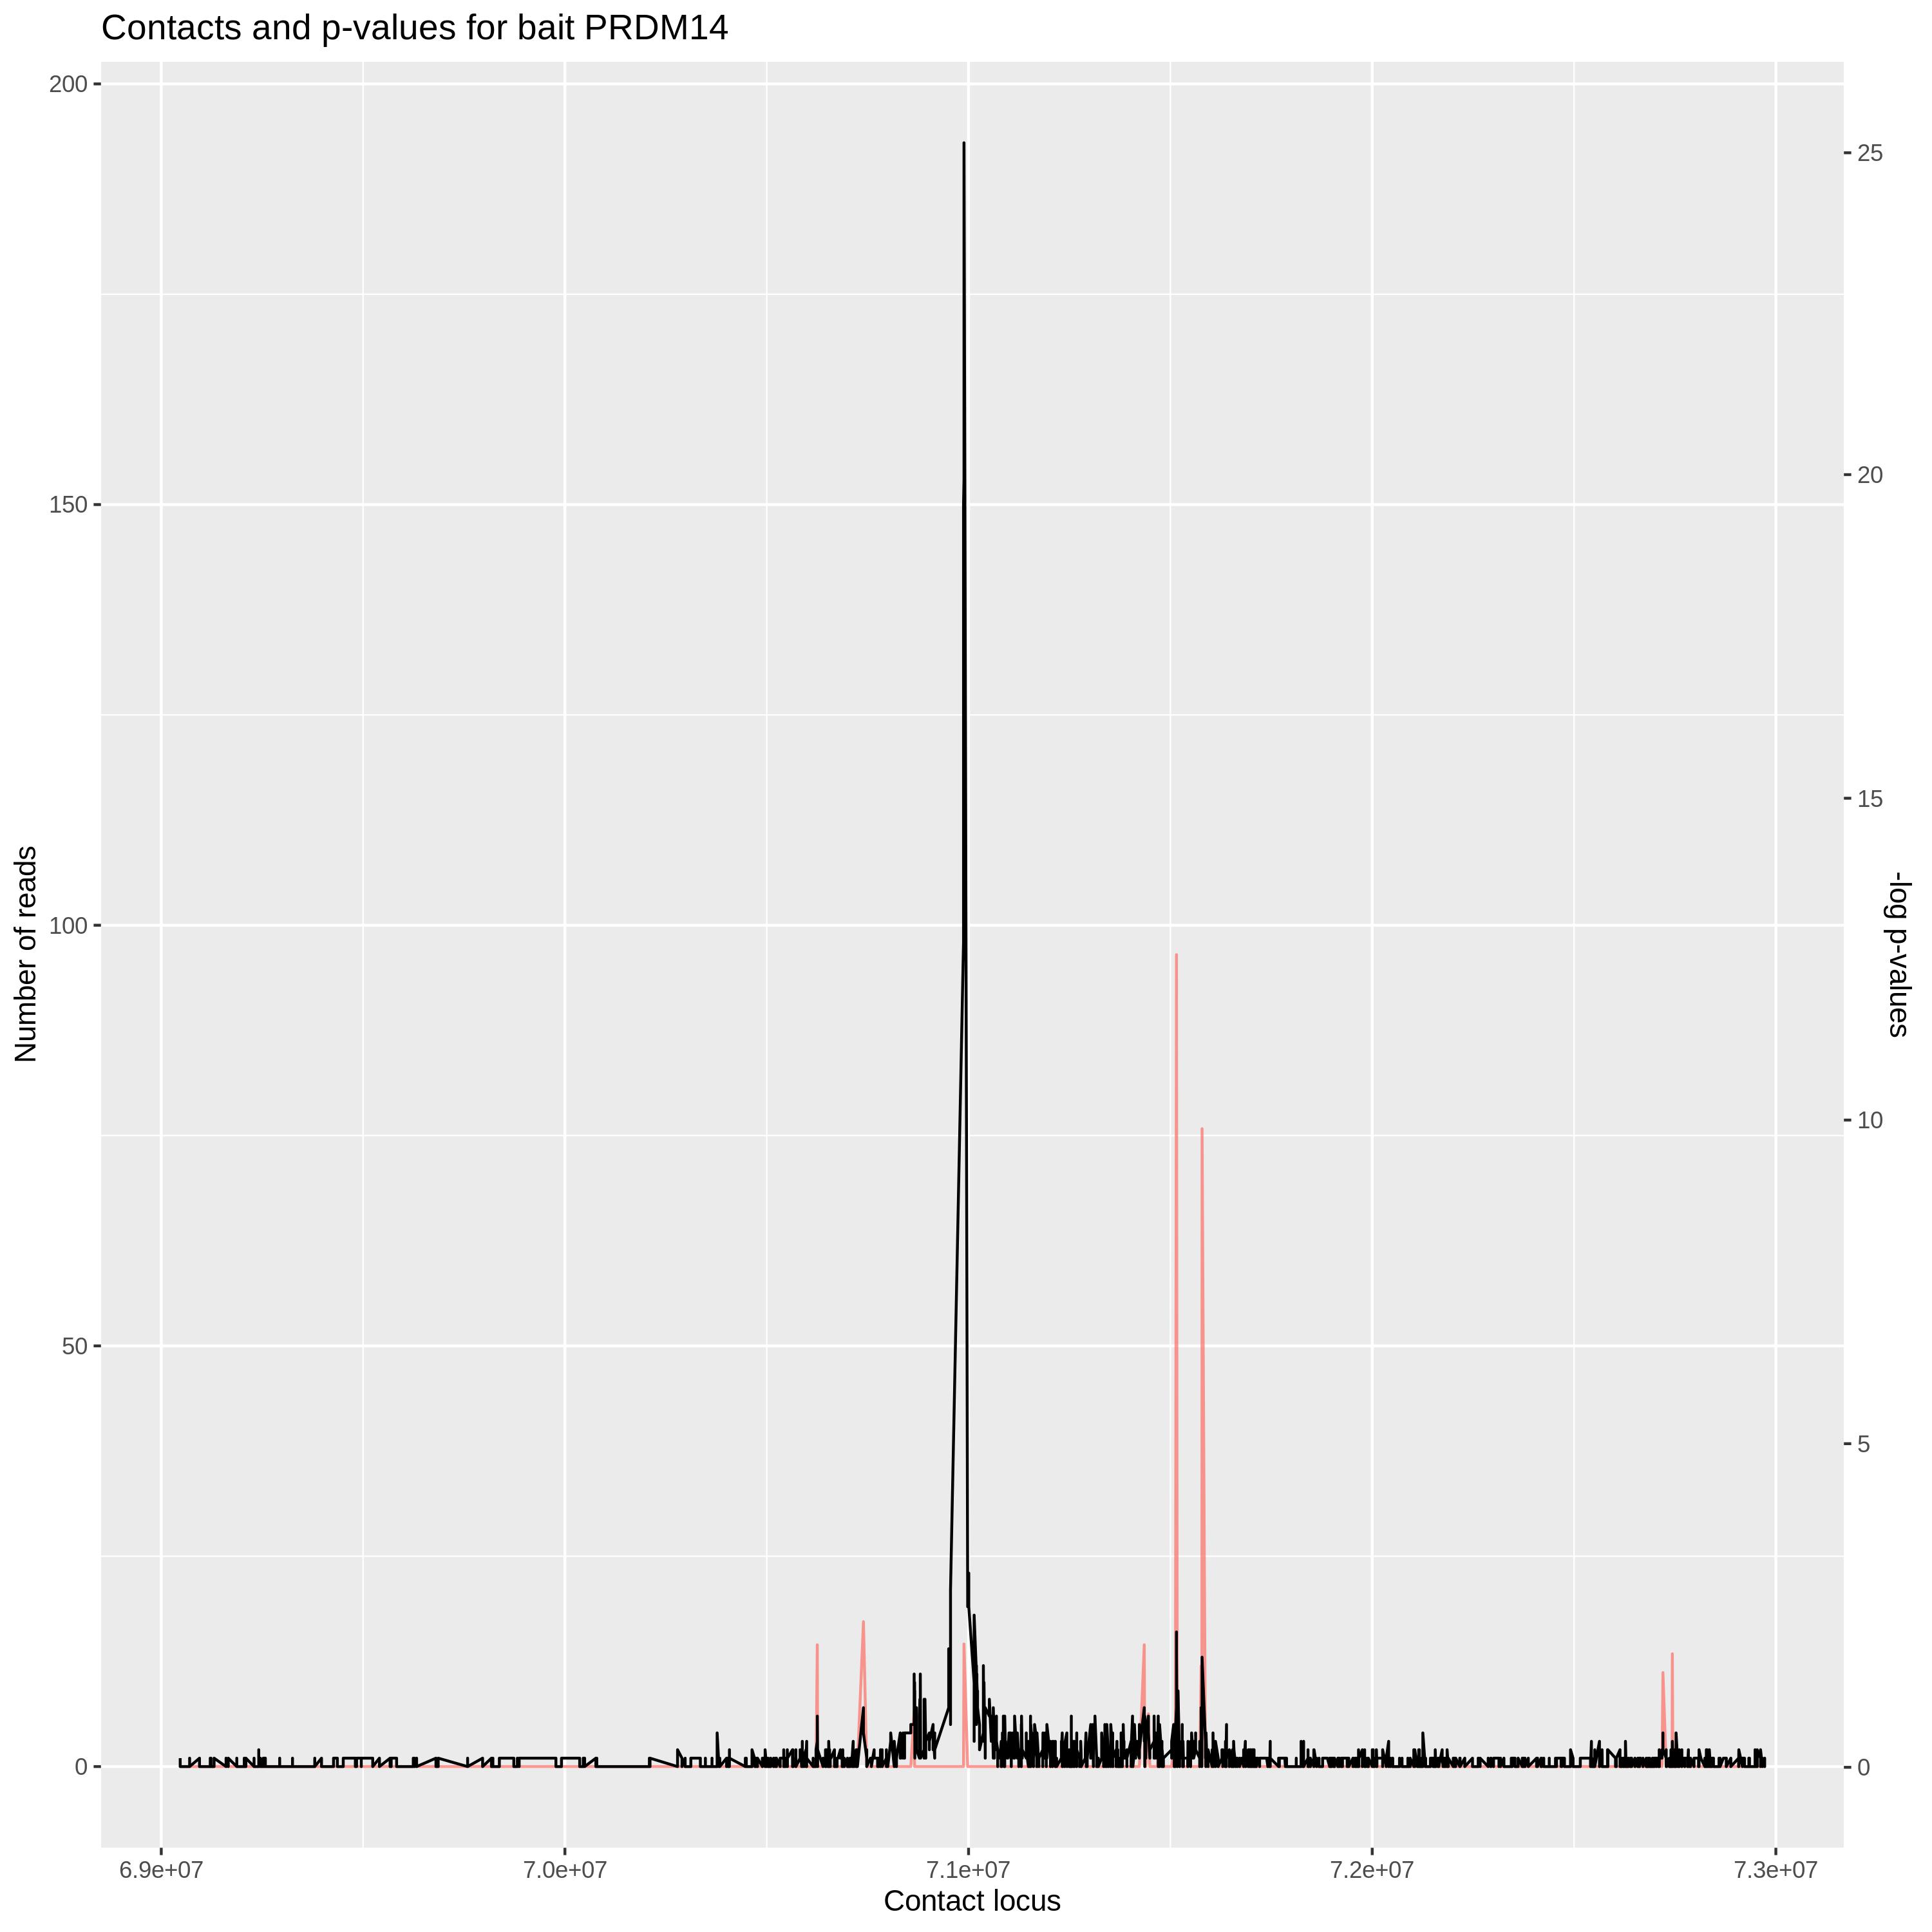 Contacts and p-values for bait PRDM14
200
150
100
50
0
25
20
15
10
5
0
Number of reads
-log p-values
6.9e+07 7.0e+07 7.1e+07 7.2e+07 7.3e+07
Contact locus